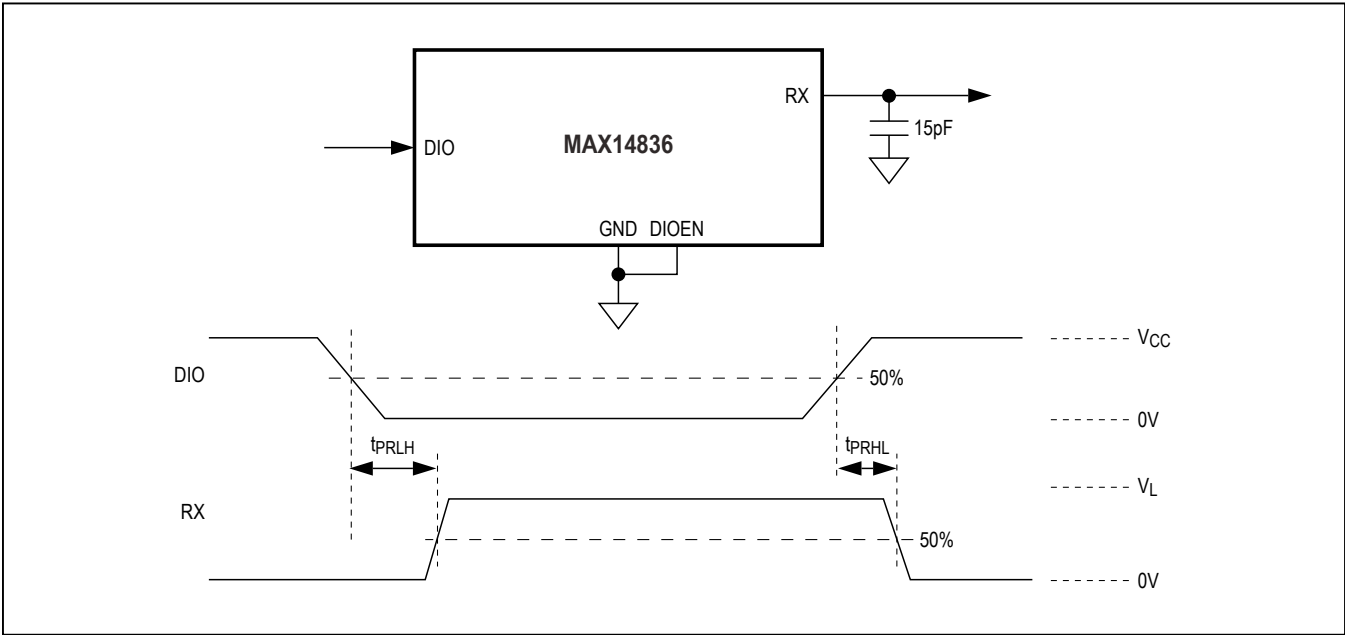 RX
15pF
DIO
MAX14836
GND DIOEN
VCC
DIO
50%
0V
tPRLH
tPRHL
VL
RX
50%
0V